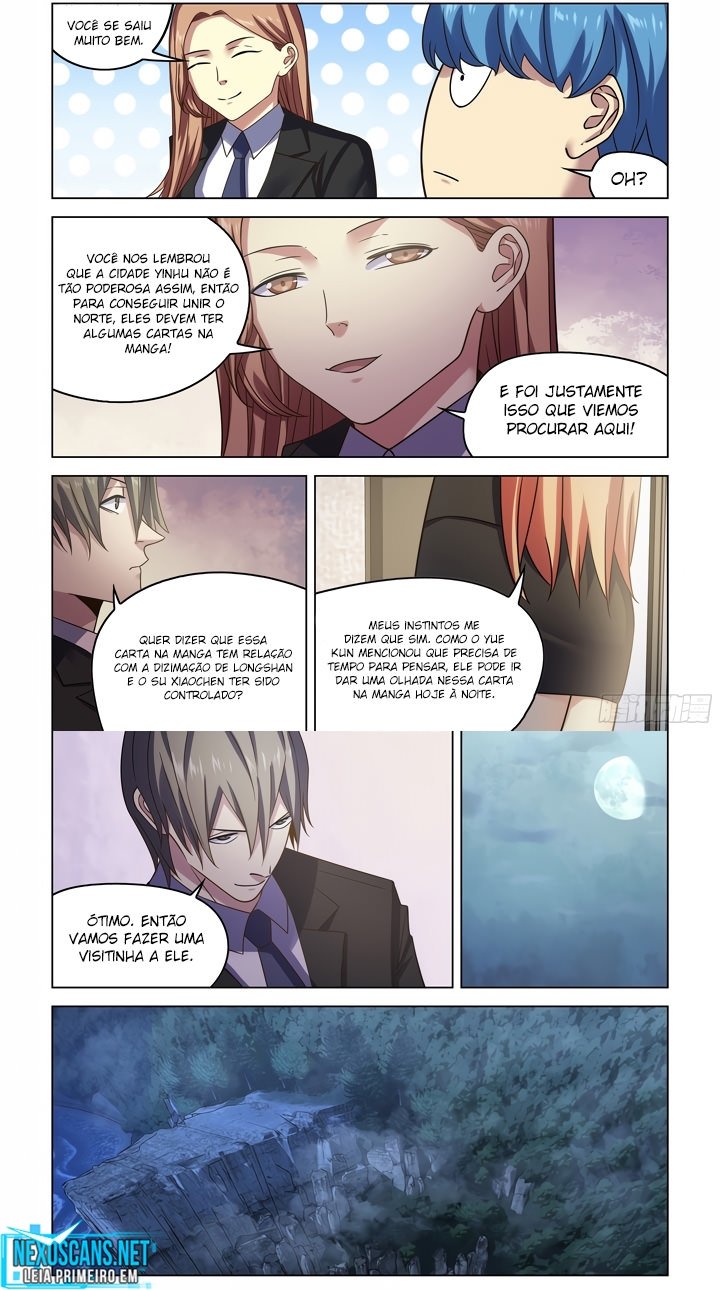 VOCÊ SE SAIU
MUITO BEM.
OH?
VOCÊ NOS LEMBROU
QUE A CIDADE YINHU NÃO É
TÃO PODEROSA ASSIM, ENTÃO
PARA CONSEGUIR UNIR O
NORTE, ELES DEVEM TER
ALGUMAS CARTAS NA
MANGA!
E FOI JUSTAMENTE
ISSO QUE VIEMOS
PROCURAR AQUI!
QUER DIZER QUE ESSA
CARTA NA MANGA TEM RELAÇÃO
COM A DIZIMAÇÃO DE LONGSHAN
E O SU XIAOCHEN TER SIDO
CONTROLADO?
MEUS INSTINTOS ME
DIZEM QUE SIM. COMO O YUE
KUN MENCIONOU QUE PRECISA DE
TEMPO PARA PENSAR, ELE PODE IR
DAR UMA OLHADA NESSA CARTA
NA MANGA HOJE À NOITE.
ÓTIMO. ENTÃO
VAMOS FAZER UMA
VISITINHA A ELE.
NEXOSCANS.NET
LEIA PRIMEIRO EM